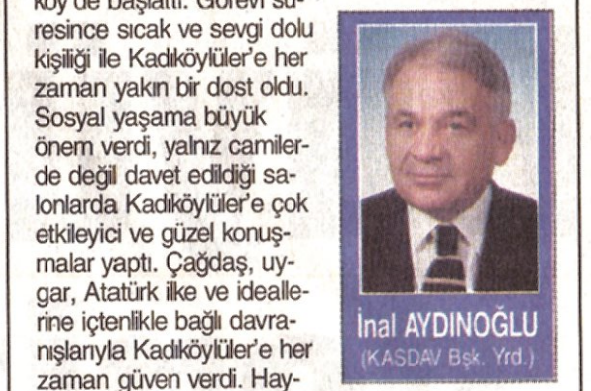 köy'de başlattı. Görevi sü-
resince sıcak ve sevgi dolu
kişiliği ile Kadıköylüler'e her
zaman yakın bir dost oldu.
Sosyal yaşama büyük
önem verdi, yalnız camiler-
de değil davet edildiği sa-
lonlarda Kadıköylüler'e çok
etkileyici ve güzel konuş-
malar yaptı. Çağdaş, uy-
gar, Atatürk ilke ve idealle-
rine içtenlikle bağlı davra-
nışlarıyla Kadıköylüler'e her
zaman güven verdi. Hay-
İnal AYDINOĞLU
(KASDAV Bşk. Yrd.)